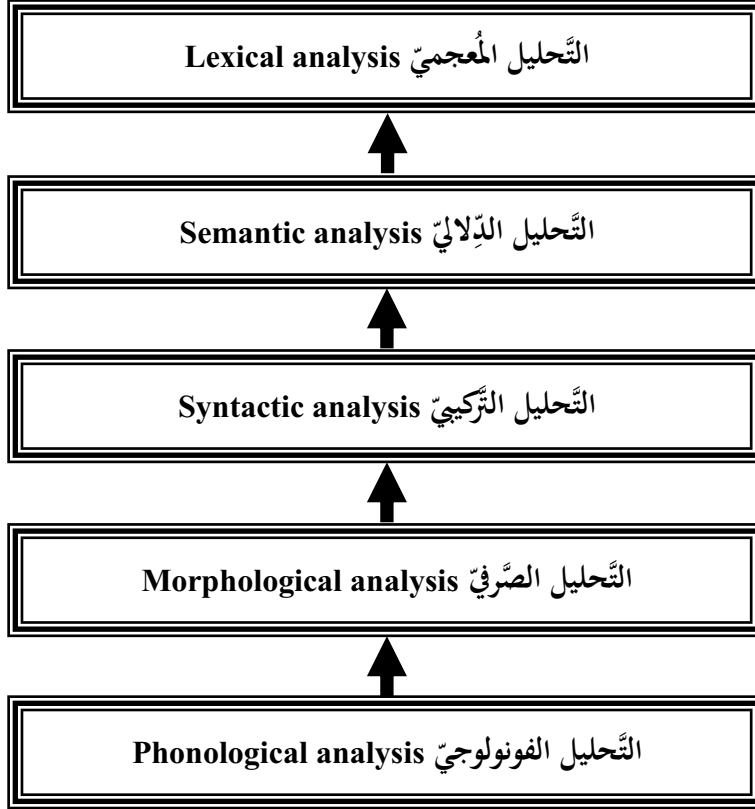 التَّحليل المُعجميّ Lexical analysis
التَّحليل الدِّلاليّ Semantic analysis
التَّحليل التَّركيبيّ Syntactic analysis
التَّحليل الصَّرفيّ Morphological analysis
التَّحليل الفونولوجيّ Phonological analysis